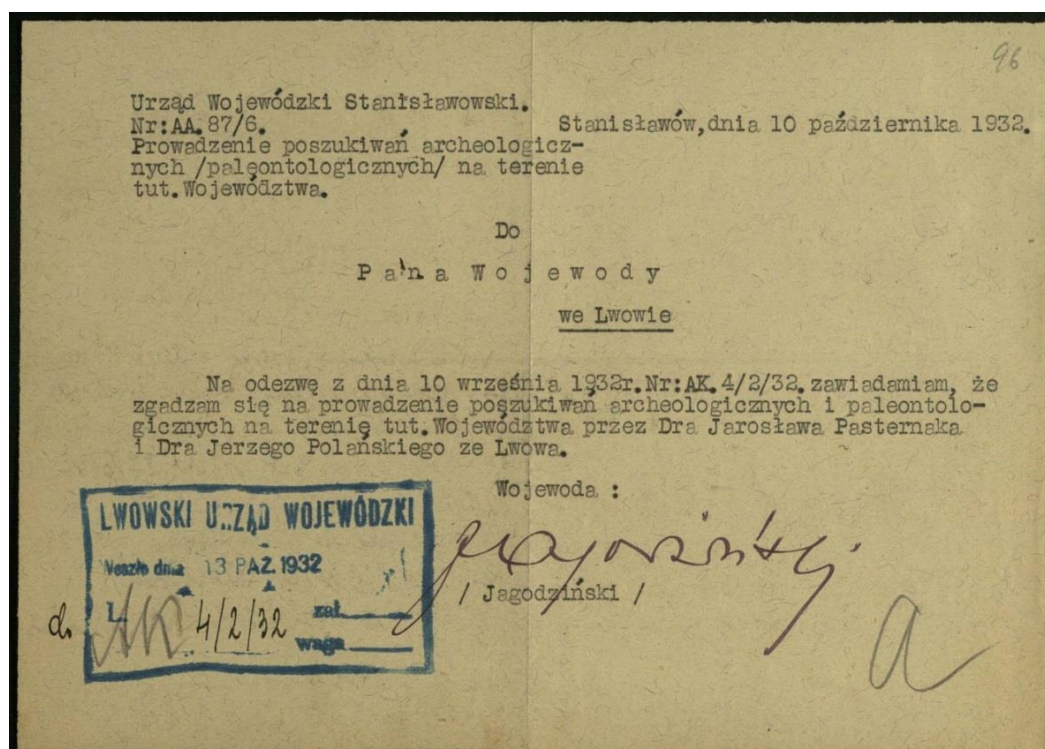 96
Urząd Wojewódzki Stanisławowski.
Nr:AA.87/6.
Stanisławów,dnia 10 października 1932.
Prowadzenie poszukiwań archeologicz-
nych /paleontologicznych/ na terenie
tut.Województwa.
Do
Pana Wojewody
we Lwowie
Na odezwę z dnia 10 września 1932r.Nr:AK.4/2/32.zawiadamiam, że
zgadzam się na prowadzenie poszukiwań archeologicznych i paleontolo-
gicznych na terenię tut.Województwa przez Dra Jarosława Pasternaka
i Dra Jerzego Polańskiego ze Lwowa.
Wojewoda :
/ Jagodziński /
LWOWSKI URZĄD WOJEWÓDZKI
Weszło dnia 13 PAŹ. 1932
do L. AK 4/2/32 zał.
waga
a